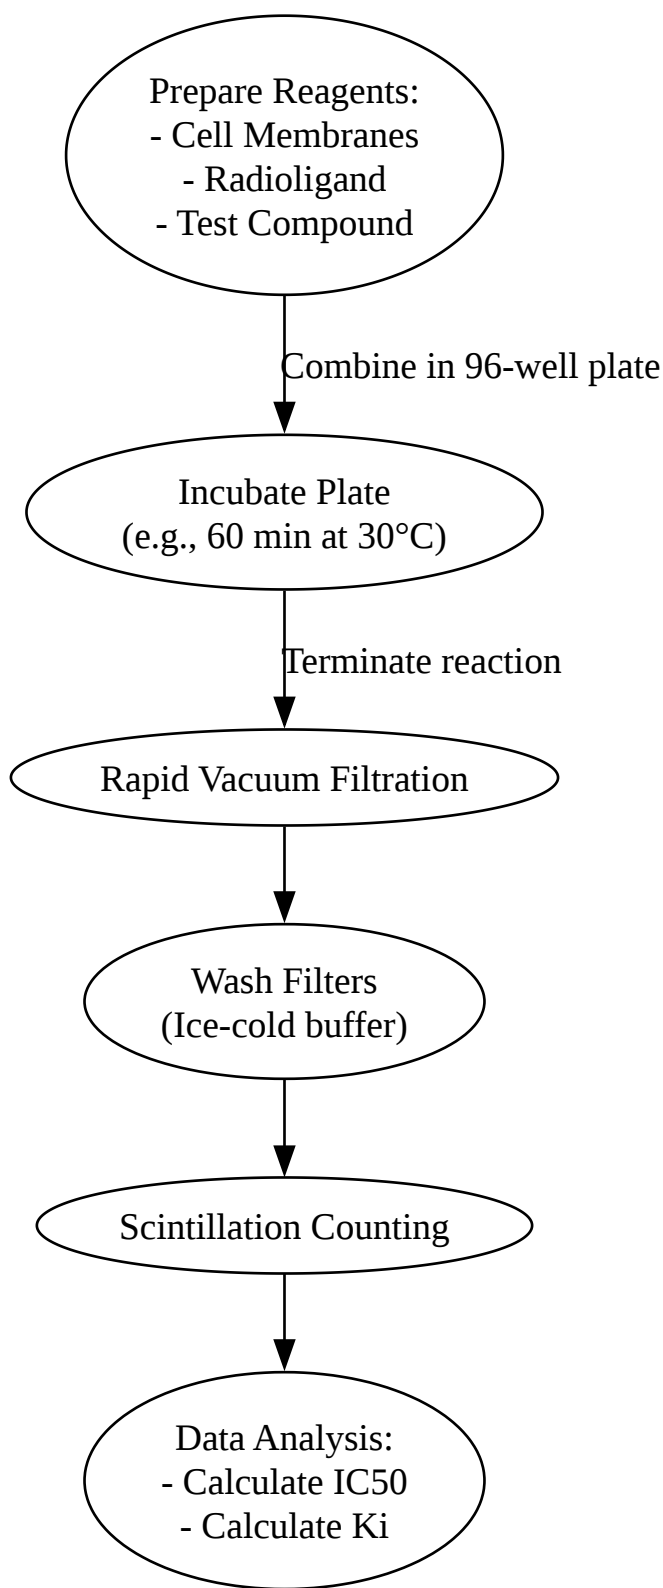 Prepare Reagents:
- Cell Membranes
- Radioligand
- Test Compound
Combine in 96-well plate
Incubate Plate
(e.g., 60 min at 30°C)
Terminate reaction
Rapid Vacuum Filtration
Wash Filters
(Ice-cold buffer)
Scintillation Counting
Data Analysis:
- Calculate IC50
- Calculate Ki